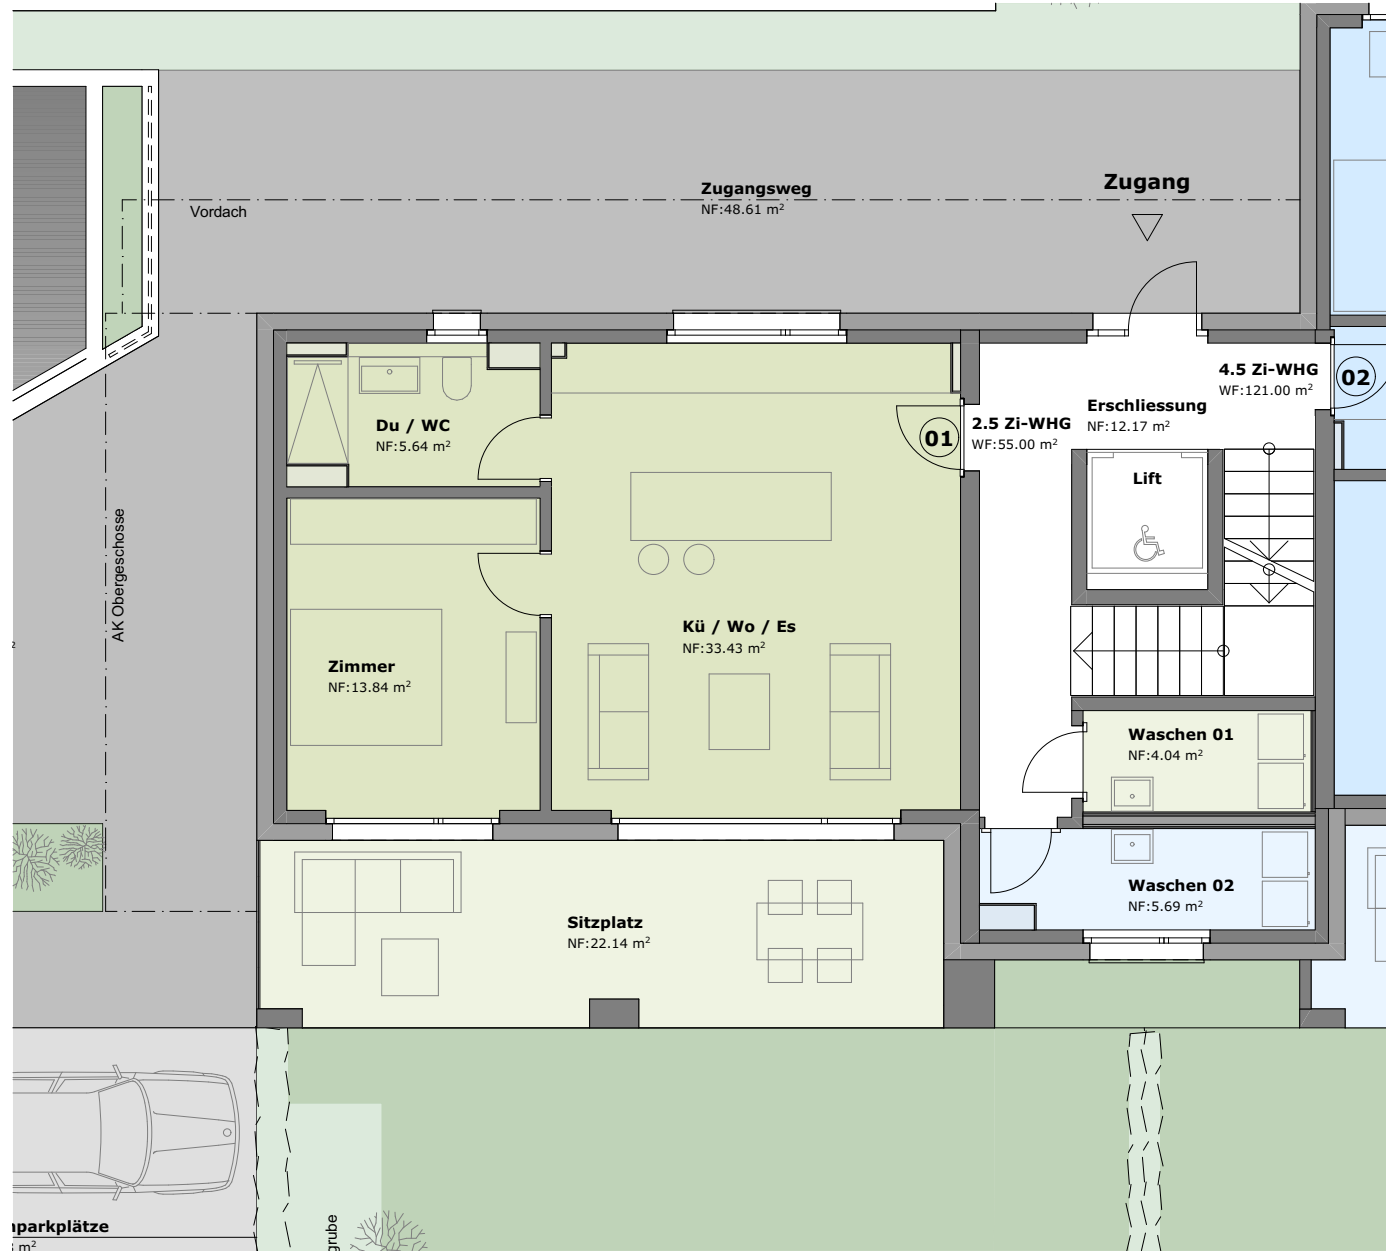 Zugang
Zugangsweg
NF:48.61 m²
Vordach
4.5 Zi-WHG
WF:121.00 m²
02
Erschliessung
NF:12.17 m²
2.5 Zi-WHG
WF:55.00 m²
01
Du / WC
NF:5.64 m²
Lift
AK Obergeschosse
Kü / Wo / Es
NF:33.43 m²
Zimmer
NF:13.84 m²
Waschen 01
NF:4.04 m²
Waschen 02
NF:5.69 m²
Sitzplatz
NF:22.14 m²
nparkplätze
m²
grube